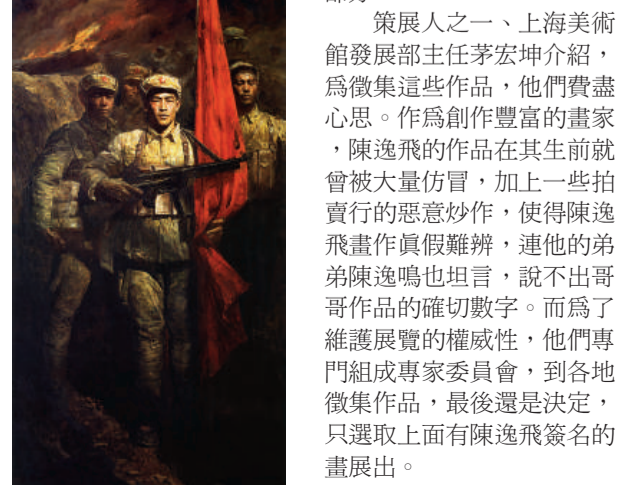 策展人之一、上海美術
館發展部主任茅宏坤介紹，
爲徵集這些作品，他們費盡
心思。作爲創作豐富的畫家
，陳逸飛的作品在其生前就
曾被大量仿冒，加上一些拍
賣行的惡意炒作，使得陳逸
飛畫作眞假難辨，連他的弟
弟陳逸鳴也坦言，說不出哥
哥作品的確切數字。而爲了
維護展覽的權威性，他們專
門組成專家委員會，到各地
徵集作品，最後還是決定，
只選取上面有陳逸飛簽名的
畫展出。